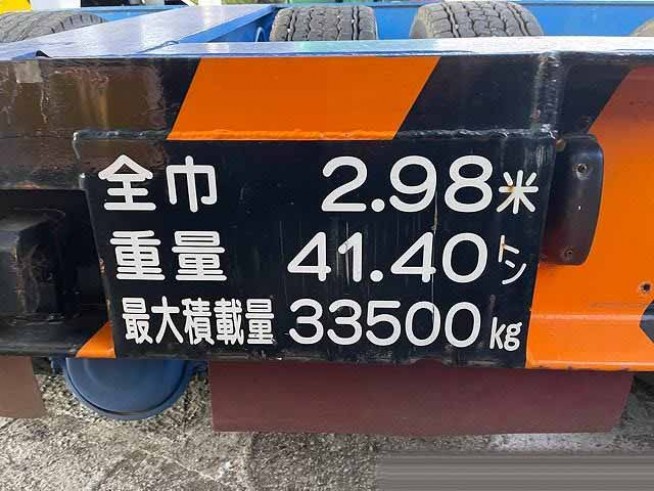 全巾 2.98米
重量 41.40トン
最大積載量 33500kg